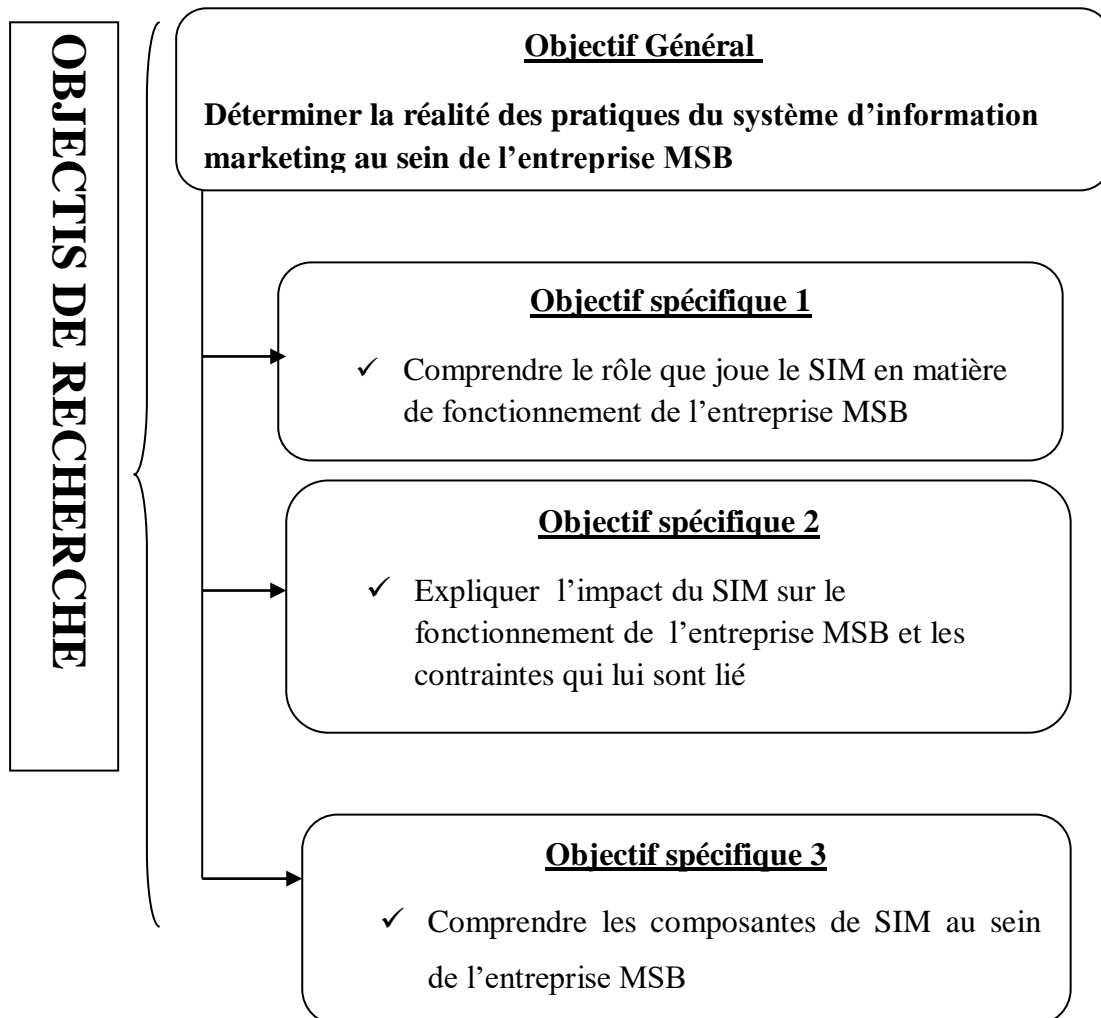 OBJECTIS DE RECHERCHE
Objectif Général
Déterminer la réalité des pratiques du système d’information
marketing au sein de l’entreprise MSB
Objectif spécifique 1
✓ Comprendre le rôle que joue le SIM en matière
de fonctionnement de l’entreprise MSB
Objectif spécifique 2
✓ Expliquer l’impact du SIM sur le
fonctionnement de l’entreprise MSB et les
contraintes qui lui sont lié
Objectif spécifique 3
✓ Comprendre les composantes de SIM au sein
de l’entreprise MSB